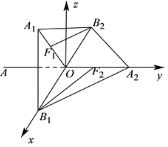 z
A₁ B₂
F₁
A O F₂ A₂ y
B₁
x